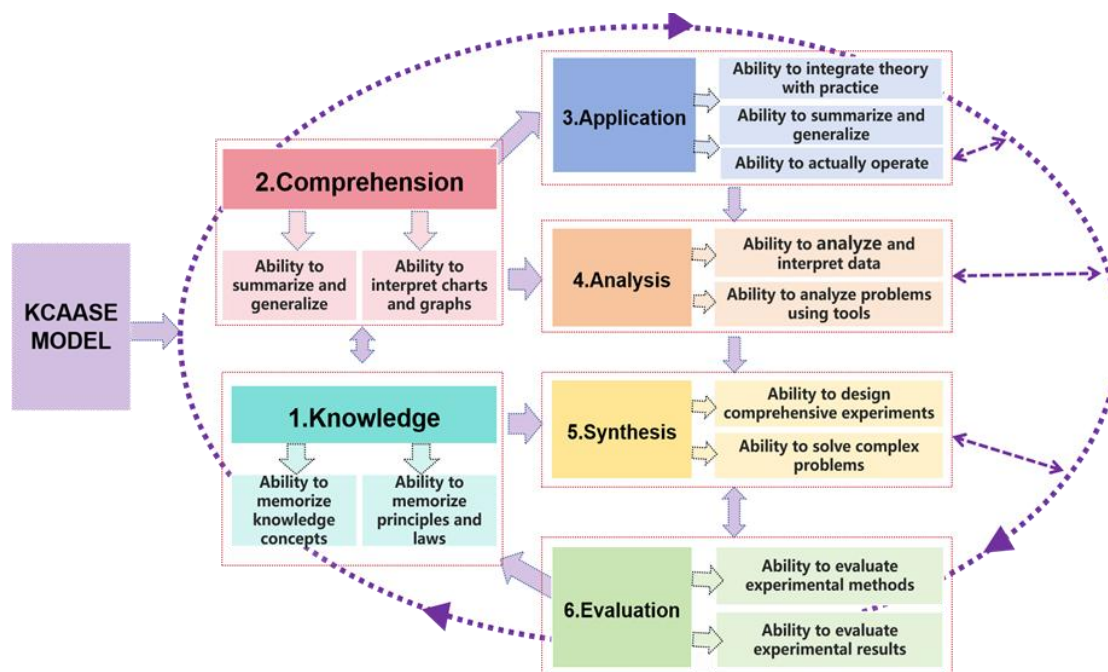 KCAASE
MODEL
2.Comprehension
Ability to
summarize and
generalize
Ability to
interpret charts
and graphs
1.Knowledge
Ability to
memorize
knowledge
concepts
Ability to
memorize
principles and
laws
3.Application
Ability to integrate theory
with practice
Ability to summarize and
generalize
Ability to actually operate
4.Analysis
Ability to analyze and
interpret data
Ability to analyze problems
using tools
5.Synthesis
Ability to design
comprehensive experiments
Ability to solve complex
problems
6.Evaluation
Ability to evaluate
experimental methods
Ability to evaluate
experimental results